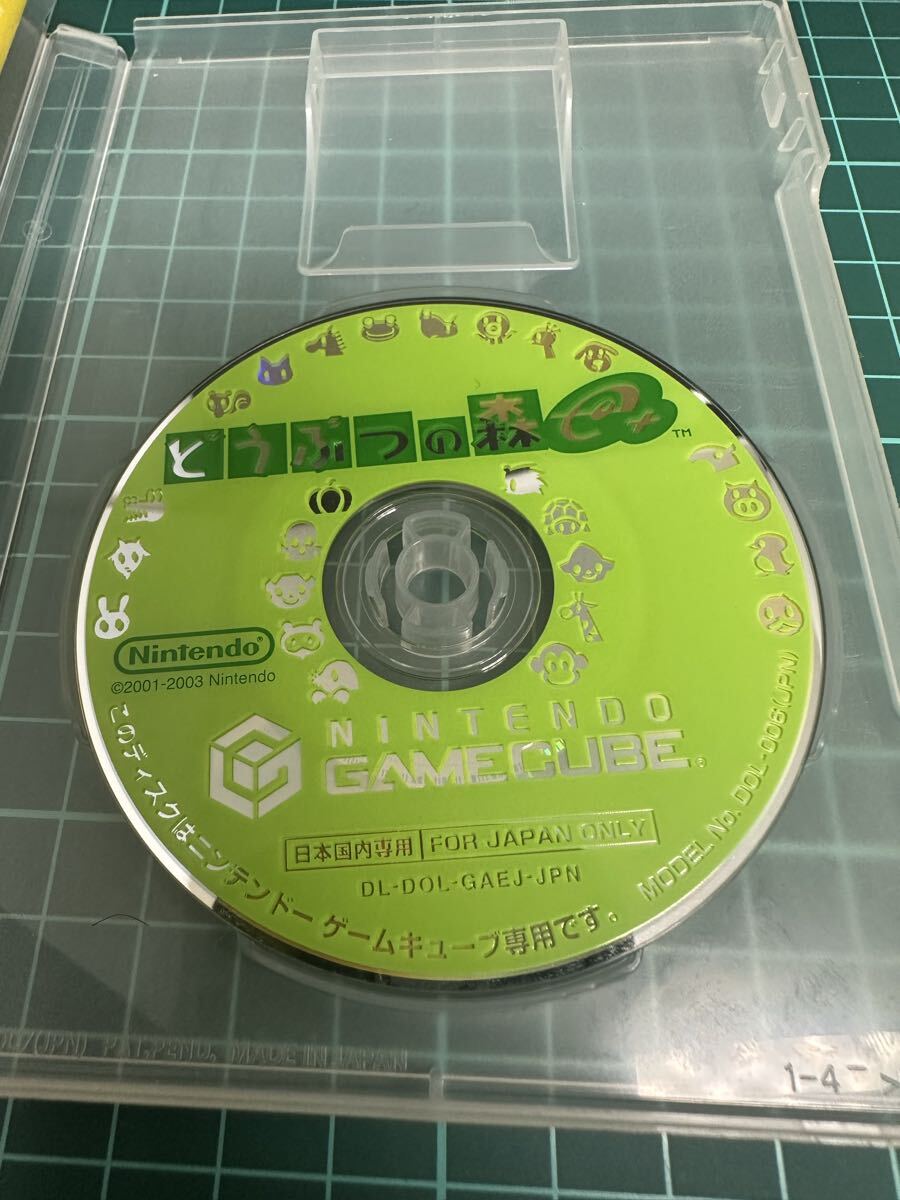 どうぶつの森e+ ™
Nintendo®
©2001-2003 Nintendo
NINTENDO
GAMECUBE®
日本国内専用 FOR JAPAN ONLY
DL-DOL-GAEJ-JPN
このディスクはニンテンドー ゲームキューブ専用です。
MODEL No. DOL-006(JPN)
(JPN) PAT.PEND. MADE IN JAPAN
1-4